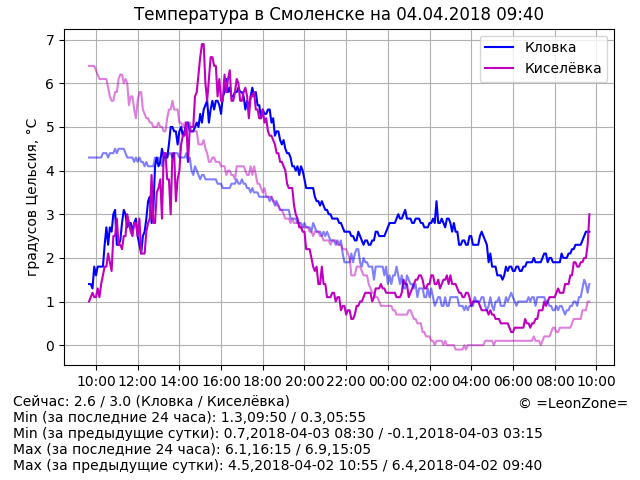 Температура в Смоленске на 04.04.2018 09:40
градусов Цельсия, °C
7
6
5
4
3
2
1
0
Кловка
Киселёвка
10:00 12:00 14:00 16:00 18:00 20:00 22:00 00:00 02:00 04:00 06:00 08:00 10:00
© =LeonZone=
Сейчас: 2.6 / 3.0 (Кловка / Киселёвка)
Min (за последние 24 часа): 1.3,09:50 / 0.3,05:55
Min (за предыдущие сутки): 0.7,2018-04-03 08:30 / -0.1,2018-04-03 03:15
Max (за последние 24 часа): 6.1,16:15 / 6.9,15:05
Max (за предыдущие сутки): 4.5,2018-04-02 10:55 / 6.4,2018-04-02 09:40